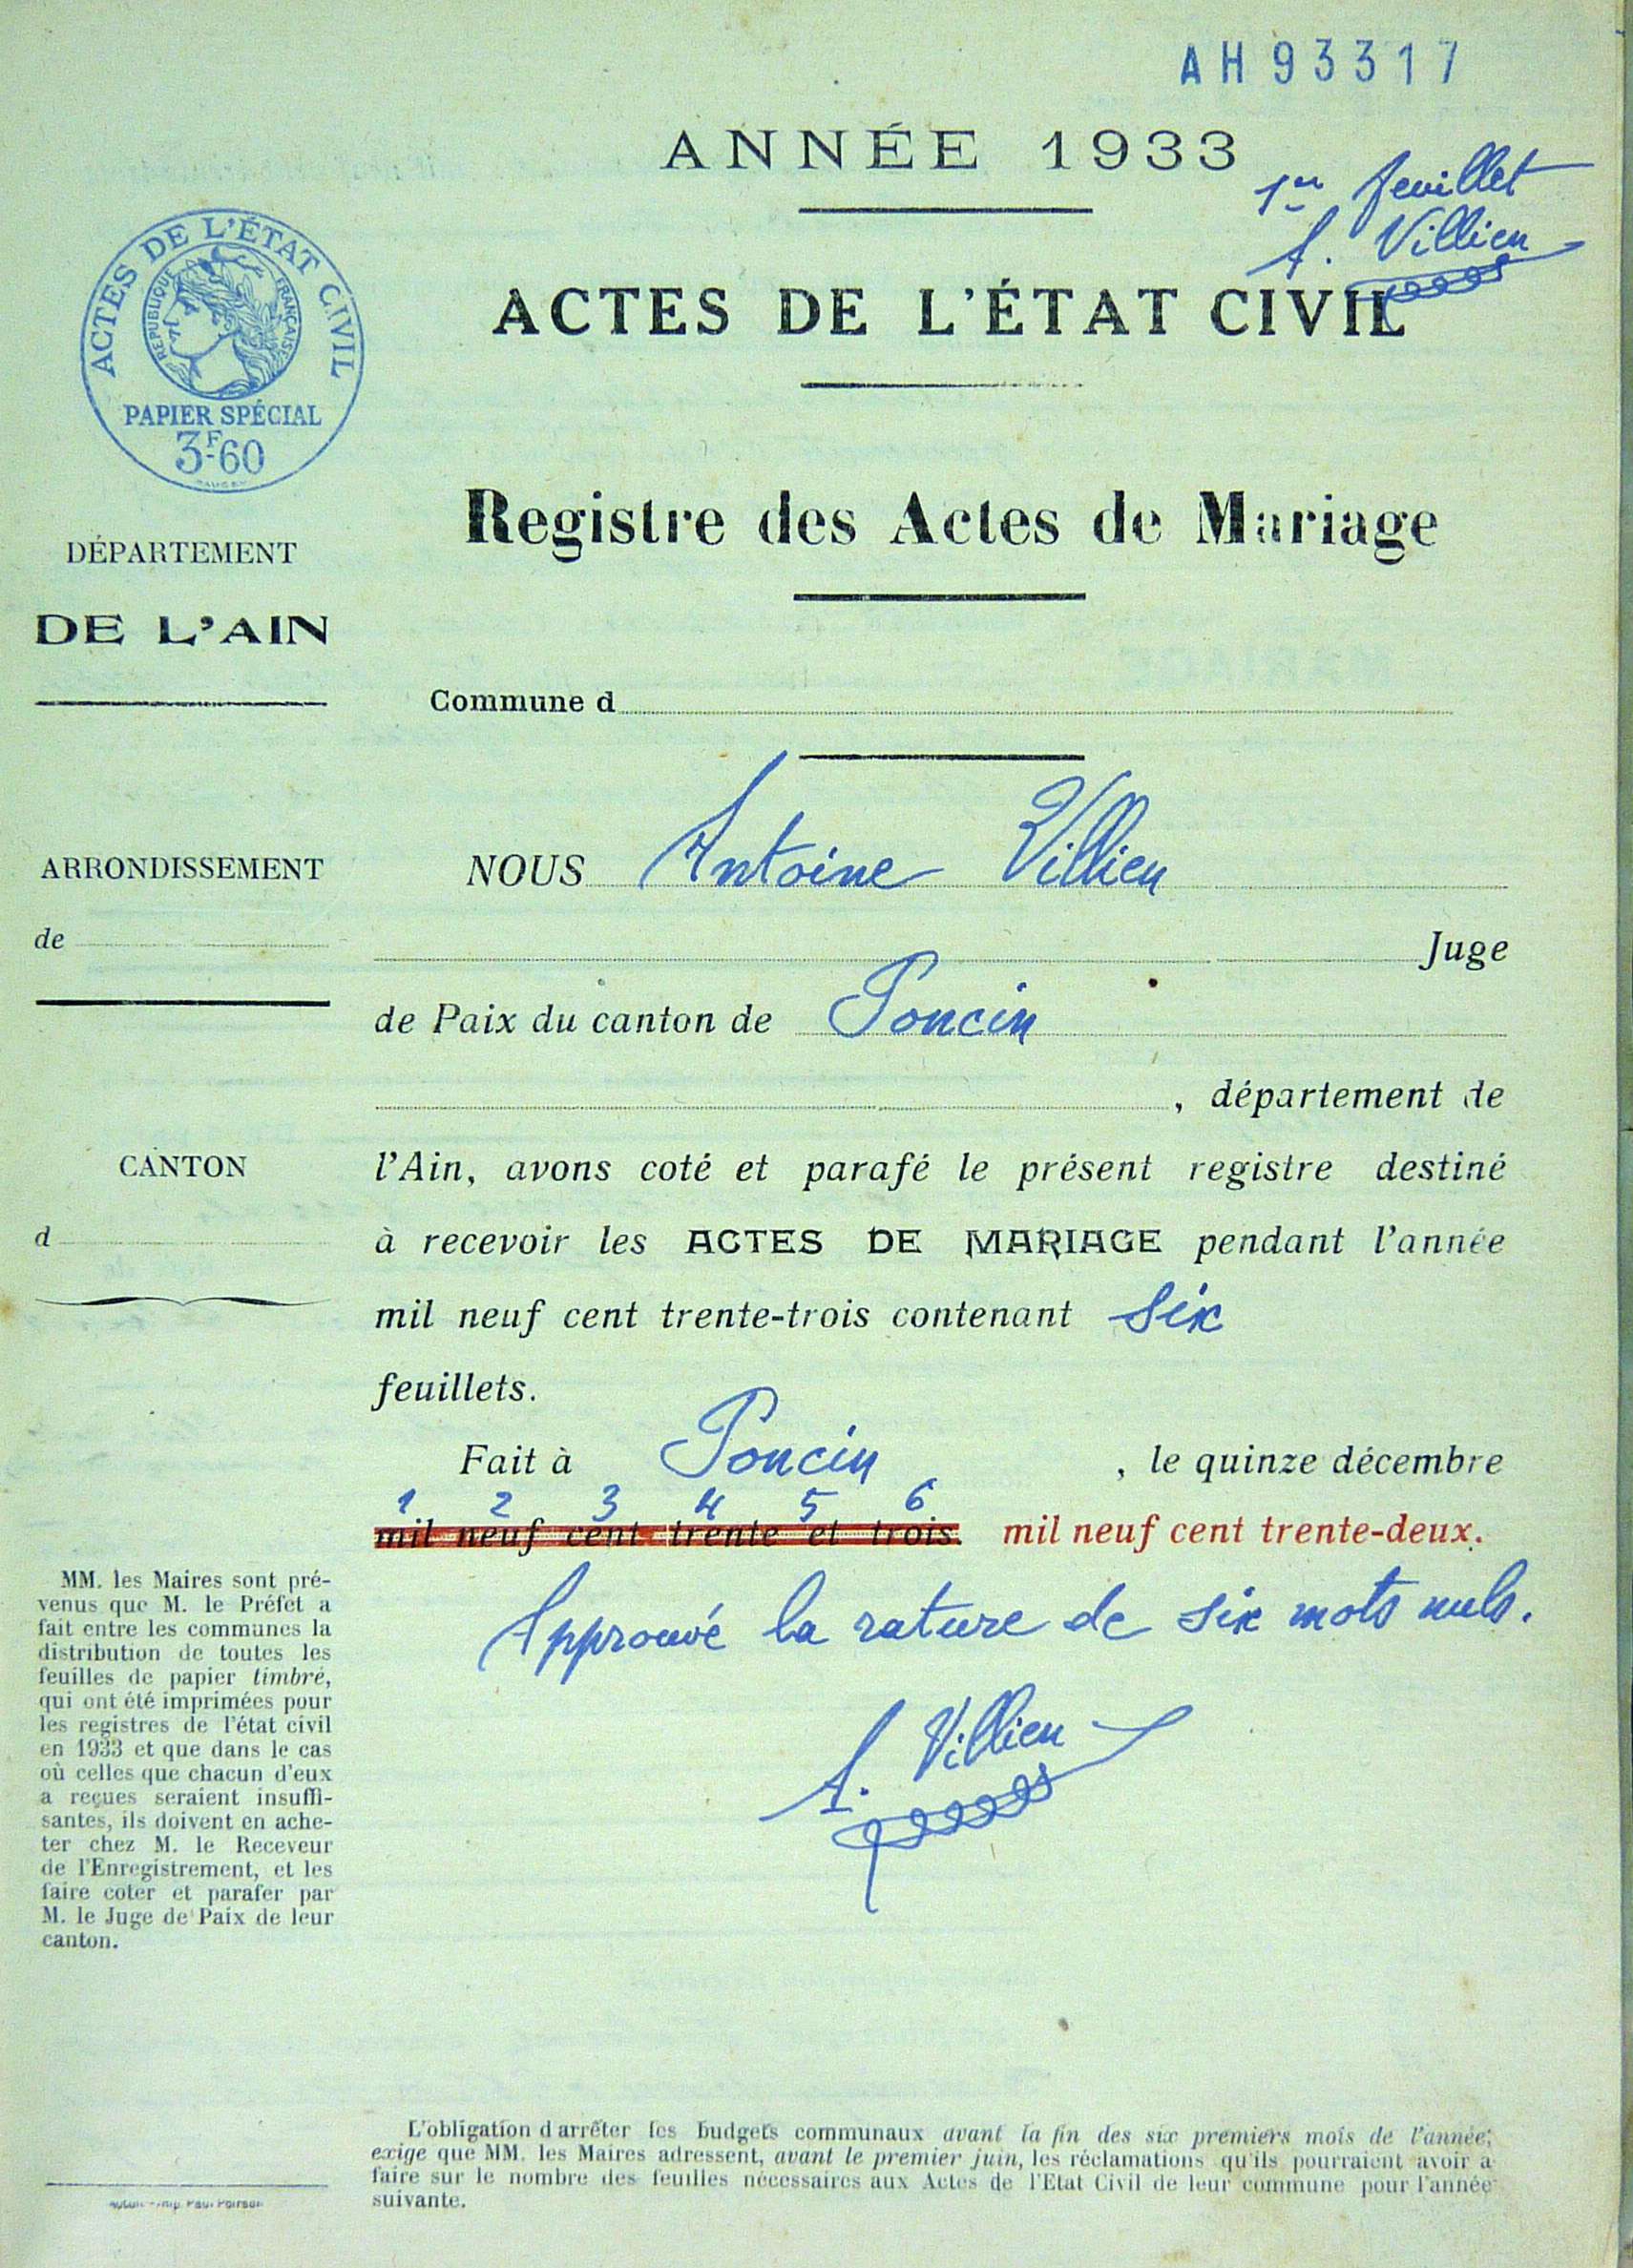 AH 93317
ANNÉE 1933
1er feuillet
A. Villien
ACTES DE L'ÉTAT CIVIL
RÉPUBLIQUE FRANÇAISE
PAPIER SPÉCIAL
3F60
ACTES DE L'ÉTAT CIVIL
Registre des Actes de Mariage
DÉPARTEMENT
DE L'AIN
Commune d
ARRONDISSEMENT
de
CANTON
d
NOUS Antoine Villien
Juge
de Paix du canton de Poncin
, département de
l'Ain, avons coté et parafé le présent registre destiné
à recevoir les ACTES DE MARIAGE pendant l'année
mil neuf cent trente-trois contenant six
feuillets.
Fait à Poncin , le quinze décembre
1 2 3 4 5 6
mil neuf cent trente et trois. mil neuf cent trente-deux.
Approuvé la rature de six mots nuls.
A. Villien
MM. les Maires sont pré-
venus que M. le Préfet a
fait entre les communes la
distribution de toutes les
feuilles de papier timbré,
qui ont été imprimées pour
les registres de l'état civil
en 1933 et que dans le cas
où celles que chacun d'eux
a reçues seraient insuffi-
santes, ils doivent en ache-
ter chez M. le Receveur
de l'Enregistrement, et les
faire coter et parafer par
M. le Juge de Paix de leur
canton.
L'obligation d'arrêter les budgets communaux avant la fin des six premiers mois de l'année,
exige que MM. les Maires adressent, avant le premier juin, les réclamations qu'ils pourraient avoir à
faire sur le nombre des feuilles nécessaires aux Actes de l'Etat Civil de leur commune pour l'année
suivante.
Imp. Paul Poirson